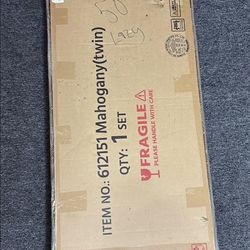 ITEM NO.: 612151 Mahogany(twin)
QTY: 1 SET
FRAGILE
PLEASE HANDLE WITH CARE